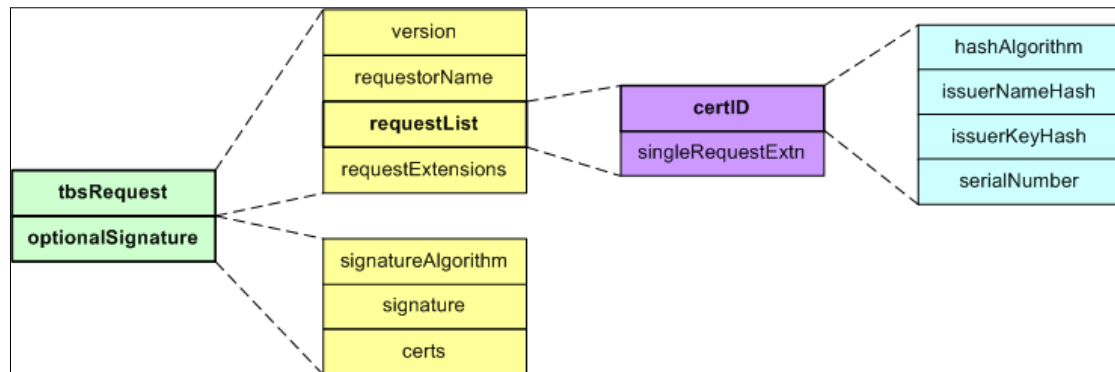 tbsRequest
optionalSignature
version
requestorName
requestList
requestExtensions
signatureAlgorithm
signature
certs
certID
singleRequestExtn
hashAlgorithm
issuerNameHash
issuerKeyHash
serialNumber